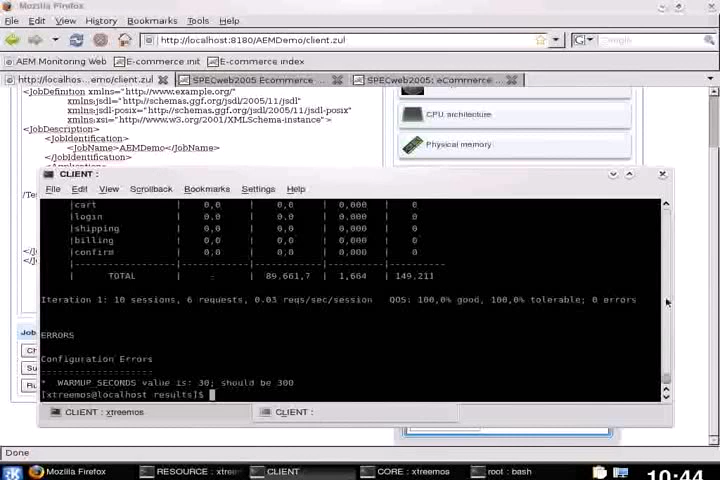 Mozilla Firefox
File Edit View History Bookmarks Tools Help
http://localhost:8180/AEMDemo/client.zul
Google
AEM Monitoring Web E-commerce init E-commerce index
http://localhos...emo/client.zul SPECweb2005 Ecommerce ... SPECweb2005: eCommerce ...
<JobDefinition xmlns="http://www.example.org/"
xmlns:jsdl="http://schemas.ggf.org/jsdl/2005/11/jsdl"
xmlns:jsdl-posix="http://schemas.ggf.org/jsdl/2005/11/jsdl-posix"
xmlns:xsi="http://www.w3.org/2001/XMLSchema-instance">
<JobDescription>
<JobIdentification>
<JobName>AEMDemo</JobName>
</JobIdentification>
CPU architecture
Physical memory
/Te
</J
</J
Job
Ch
Su
Ru
CLIENT :
File Edit View Scrollback Bookmarks Settings Help
|cart | 0,0 | 0,0 | 0,000 | 0
|login | 0,0 | 0,0 | 0,000 | 0
|shipping | 0,0 | 0,0 | 0,000 | 0
|billing | 0,0 | 0,0 | 0,000 | 0
|confirm | 0,0 | 0,0 | 0,000 | 0
|--------------------|----------|----------|----------|----------
| TOTAL | - | 89.661,7 | 1,664 | 149.211
Iteration 1: 10 sessions, 6 requests, 0.03 reqs/sec/session QOS: 100,0% good, 100,0% tolerable; 0 errors
ERRORS
Configuration Errors
--------------------
* WARMUP_SECONDS value is: 30; should be 300
[xtreemos@localhost results]$
CLIENT : xtreemos CLIENT :
Done
Mozilla Firefox RESOURCE : xtreem CLIENT CORE : xtreemos root : bash 10:44